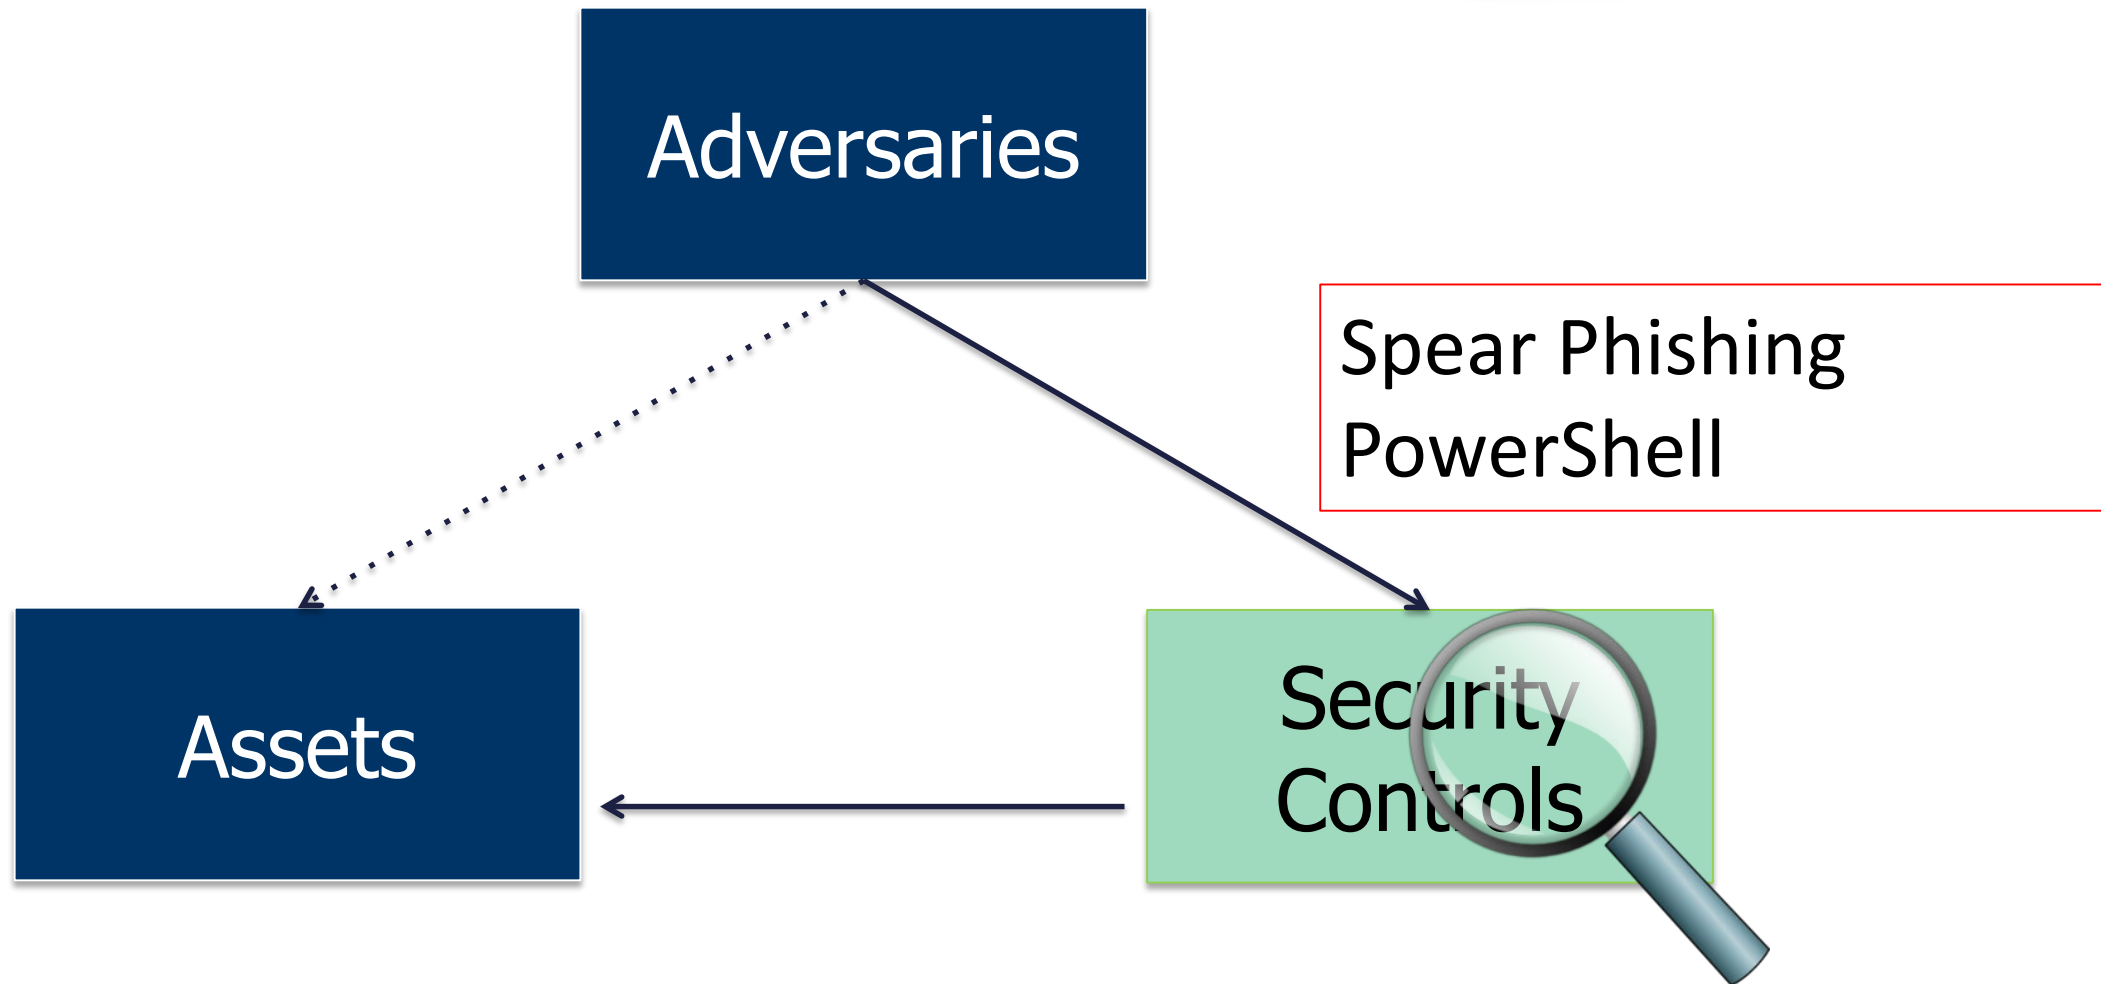 Adversaries
Spear Phishing
PowerShell
Assets
Security
Controls